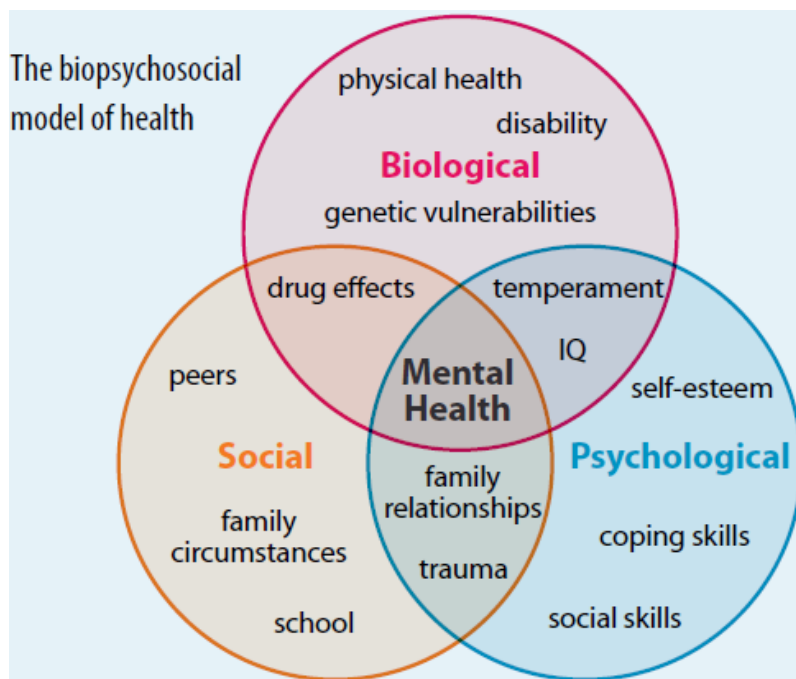 The biopsychosocial
model of health
physical health
disability
Biological
genetic vulnerabilities
drug effects
temperament
IQ
peers
Mental
Health
self-esteem
Social
Psychological
family
relationships
family
circumstances
coping skills
trauma
school
social skills